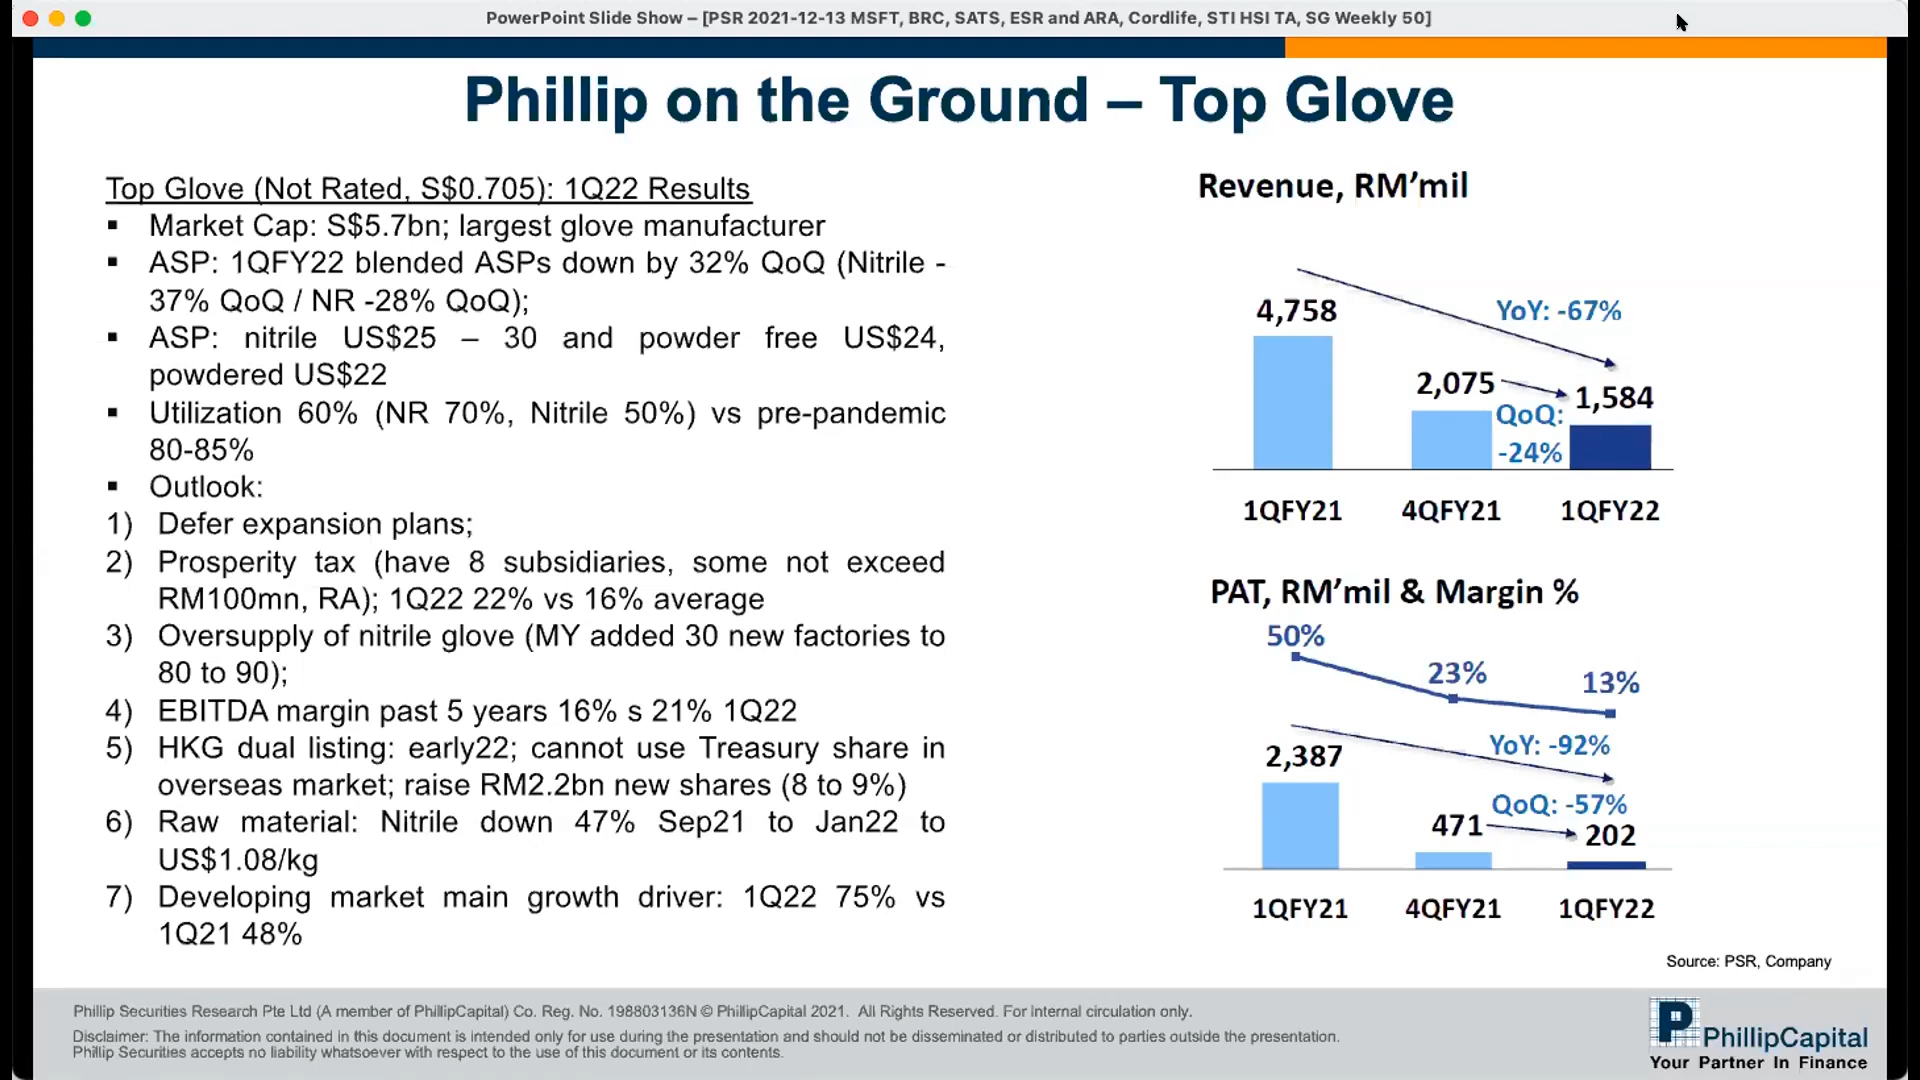 PowerPoint Slide Show – [PSR 2021-12-13 MSFT, BRC, SATS, ESR and ARA, Cordlife, STI HSI TA, SG Weekly 50]
Phillip on the Ground – Top Glove
Top Glove (Not Rated, S$0.705): 1Q22 Results
▪ Market Cap: S$5.7bn; largest glove manufacturer
▪ ASP: 1QFY22 blended ASPs down by 32% QoQ (Nitrile -
37% QoQ / NR -28% QoQ);
▪ ASP: nitrile US$25 – 30 and powder free US$24,
powdered US$22
▪ Utilization 60% (NR 70%, Nitrile 50%) vs pre-pandemic
80-85%
▪ Outlook:
1) Defer expansion plans;
2) Prosperity tax (have 8 subsidiaries, some not exceed
RM100mn, RA); 1Q22 22% vs 16% average
3) Oversupply of nitrile glove (MY added 30 new factories to
80 to 90);
4) EBITDA margin past 5 years 16% s 21% 1Q22
5) HKG dual listing: early22; cannot use Treasury share in
overseas market; raise RM2.2bn new shares (8 to 9%)
6) Raw material: Nitrile down 47% Sep21 to Jan22 to
US$1.08/kg
7) Developing market main growth driver: 1Q22 75% vs
1Q21 48%
Revenue, RM’mil
4,758
YoY: -67%
2,075
1,584
QoQ:
-24%
1QFY21 4QFY21 1QFY22
PAT, RM’mil & Margin %
50%
23%
13%
YoY: -92%
2,387
QoQ: -57%
471
202
1QFY21 4QFY21 1QFY22
Source: PSR, Company
Phillip Securities Research Pte Ltd (A member of PhillipCapital) Co. Reg. No. 198803136N © PhillipCapital 2021. All Rights Reserved. For internal circulation only.
Disclaimer: The information contained in this document is intended only for use during the presentation and should not be disseminated or distributed to parties outside the presentation.
Phillip Securities accepts no liability whatsoever with respect to the use of this document or its contents.
PhillipCapital
Your Partner In Finance